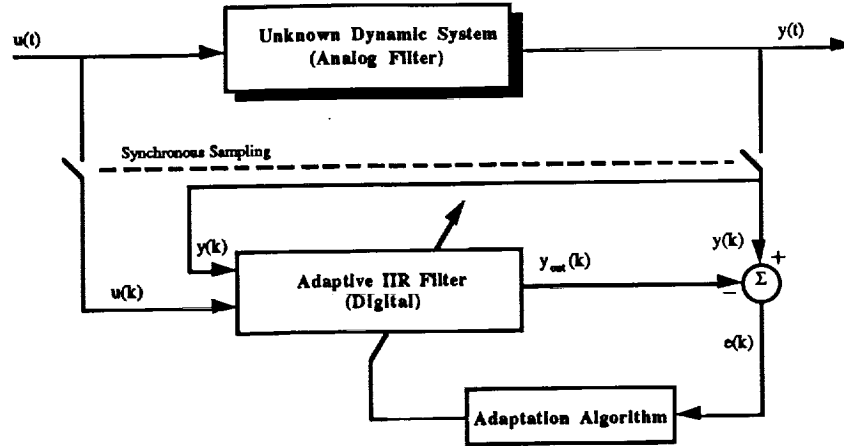 u(t)
Unknown Dynamic System
(Analog Filter)
y(t)
Synchronous Sampling
y(k)
u(k)
Adaptive IIR Filter
(Digital)
y_out(k)
y(k)
+
Σ
−
e(k)
Adaptation Algorithm